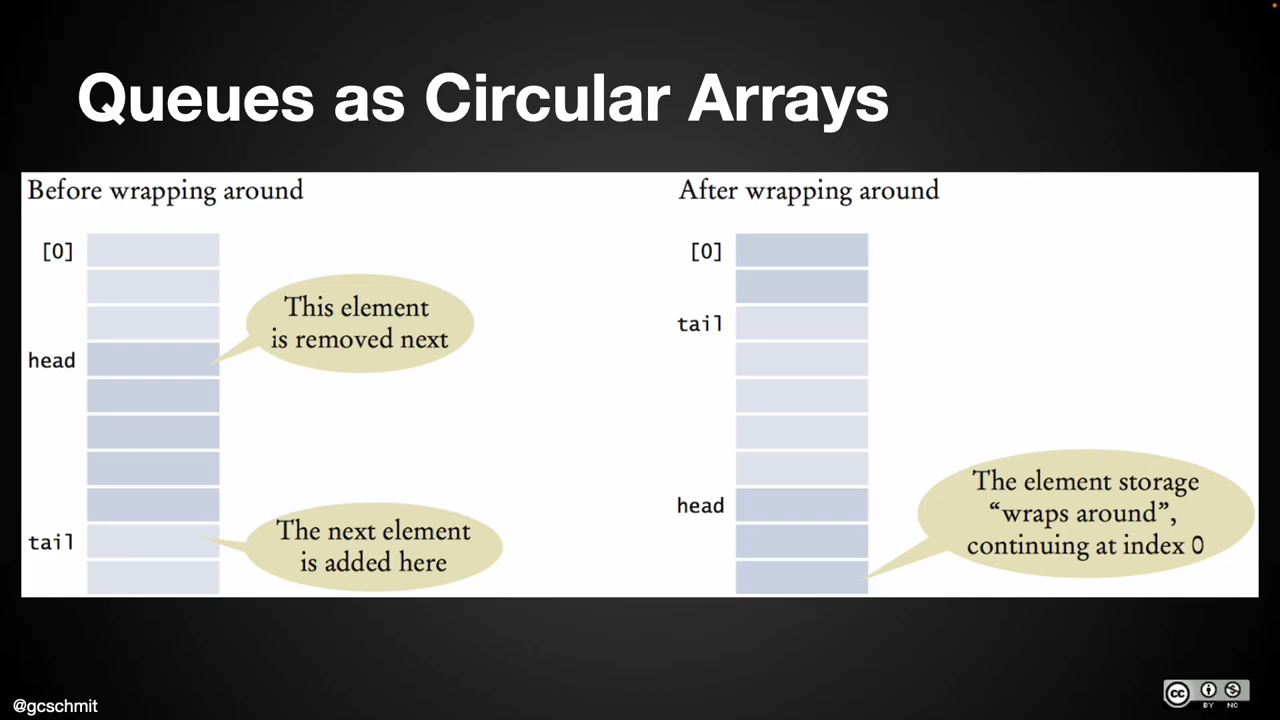 Queues as Circular Arrays
Before wrapping around
[0]
This element
is removed next
head
The next element
is added here
tail
After wrapping around
[0]
tail
head
The element storage
“wraps around”,
continuing at index 0
@gcschmit
cc
BY NC